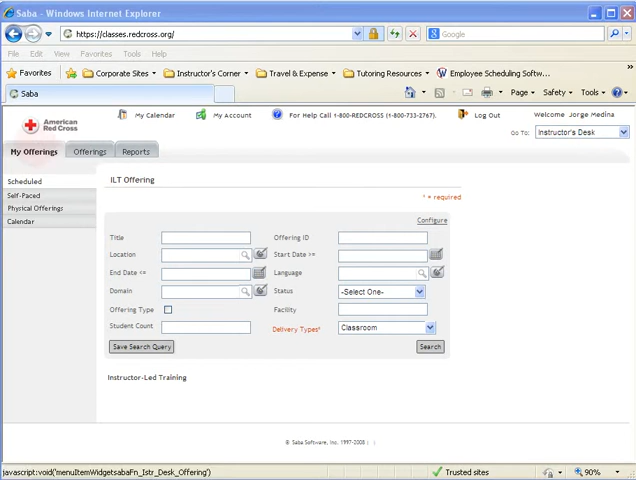 Saba - Windows Internet Explorer
https://classes.redcross.org/
Google
File Edit View Favorites Tools Help
Favorites Corporate Sites Instructor's Corner Travel & Expense Tutoring Resources Employee Scheduling Softw...
Saba
Page Safety Tools
American Red Cross
My Calendar My Account For Help Call 1-800-REDCROSS (1-800-733-2767). Log Out Welcome Jorge Medina
Go To: Instructor's Desk
My Offerings Offerings Reports
Scheduled
Self-Paced
Physical Offerings
Calendar
ILT Offering
* = required
Configure
Title Offering ID
Location Start Date >=
End Date <= Language
Domain Status -Select One-
Offering Type Facility
Student Count Delivery Types* Classroom
Save Search Query Search
Instructor-Led Training
© Saba Software, Inc. 1997-2008 | |
javascript:void('menuItemWidgetsabaFn_Istr_Desk_Offering') Trusted sites 90%